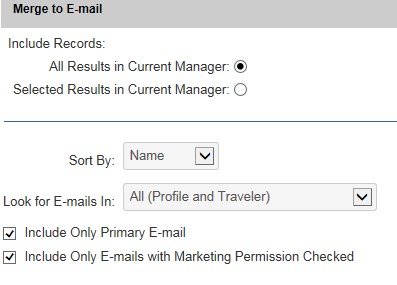 Merge to E-mail
Include Records:
All Results in Current Manager:
Selected Results in Current Manager:
Sort By: Name
Look for E-mails In: All (Profile and Traveler)
Include Only Primary E-mail
Include Only E-mails with Marketing Permission Checked